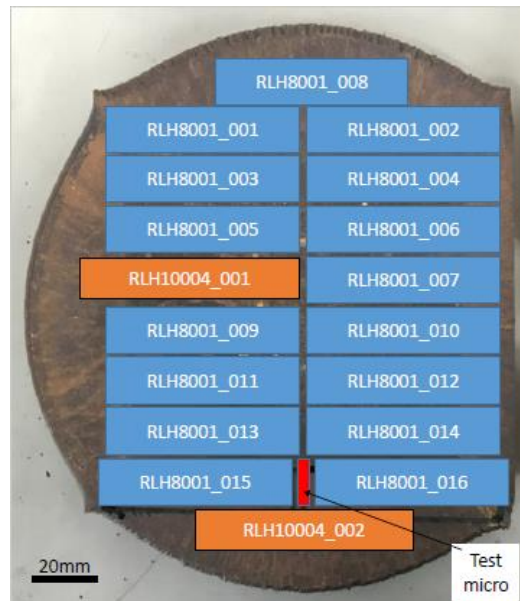 RLH8001_008
RLH8001_001 RLH8001_002
RLH8001_003 RLH8001_004
RLH8001_005 RLH8001_006
RLH10004_001 RLH8001_007
RLH8001_009 RLH8001_010
RLH8001_011 RLH8001_012
RLH8001_013 RLH8001_014
RLH8001_015 RLH8001_016
RLH10004_002
20mm
Test
micro